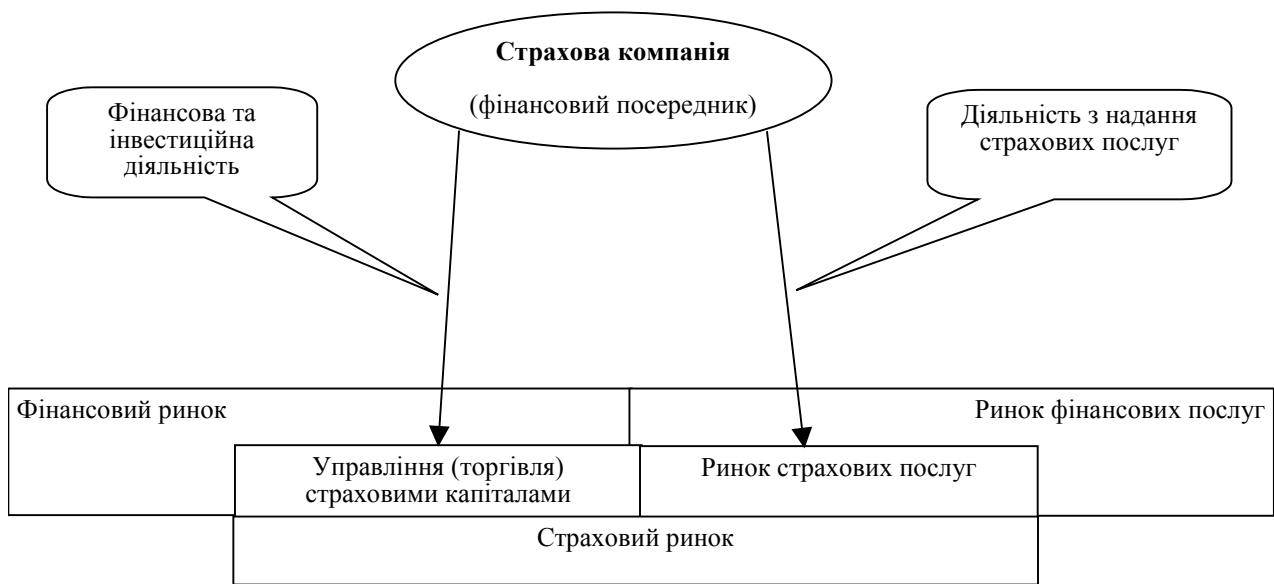 Страхова компанія
(фінансовий посередник)
Фінансова та
інвестиційна
діяльність
Діяльність з надання
страхових послуг
Фінансовий ринок
Ринок фінансових послуг
Управління (торгівля)
страховими капіталами
Ринок страхових послуг
Страховий ринок